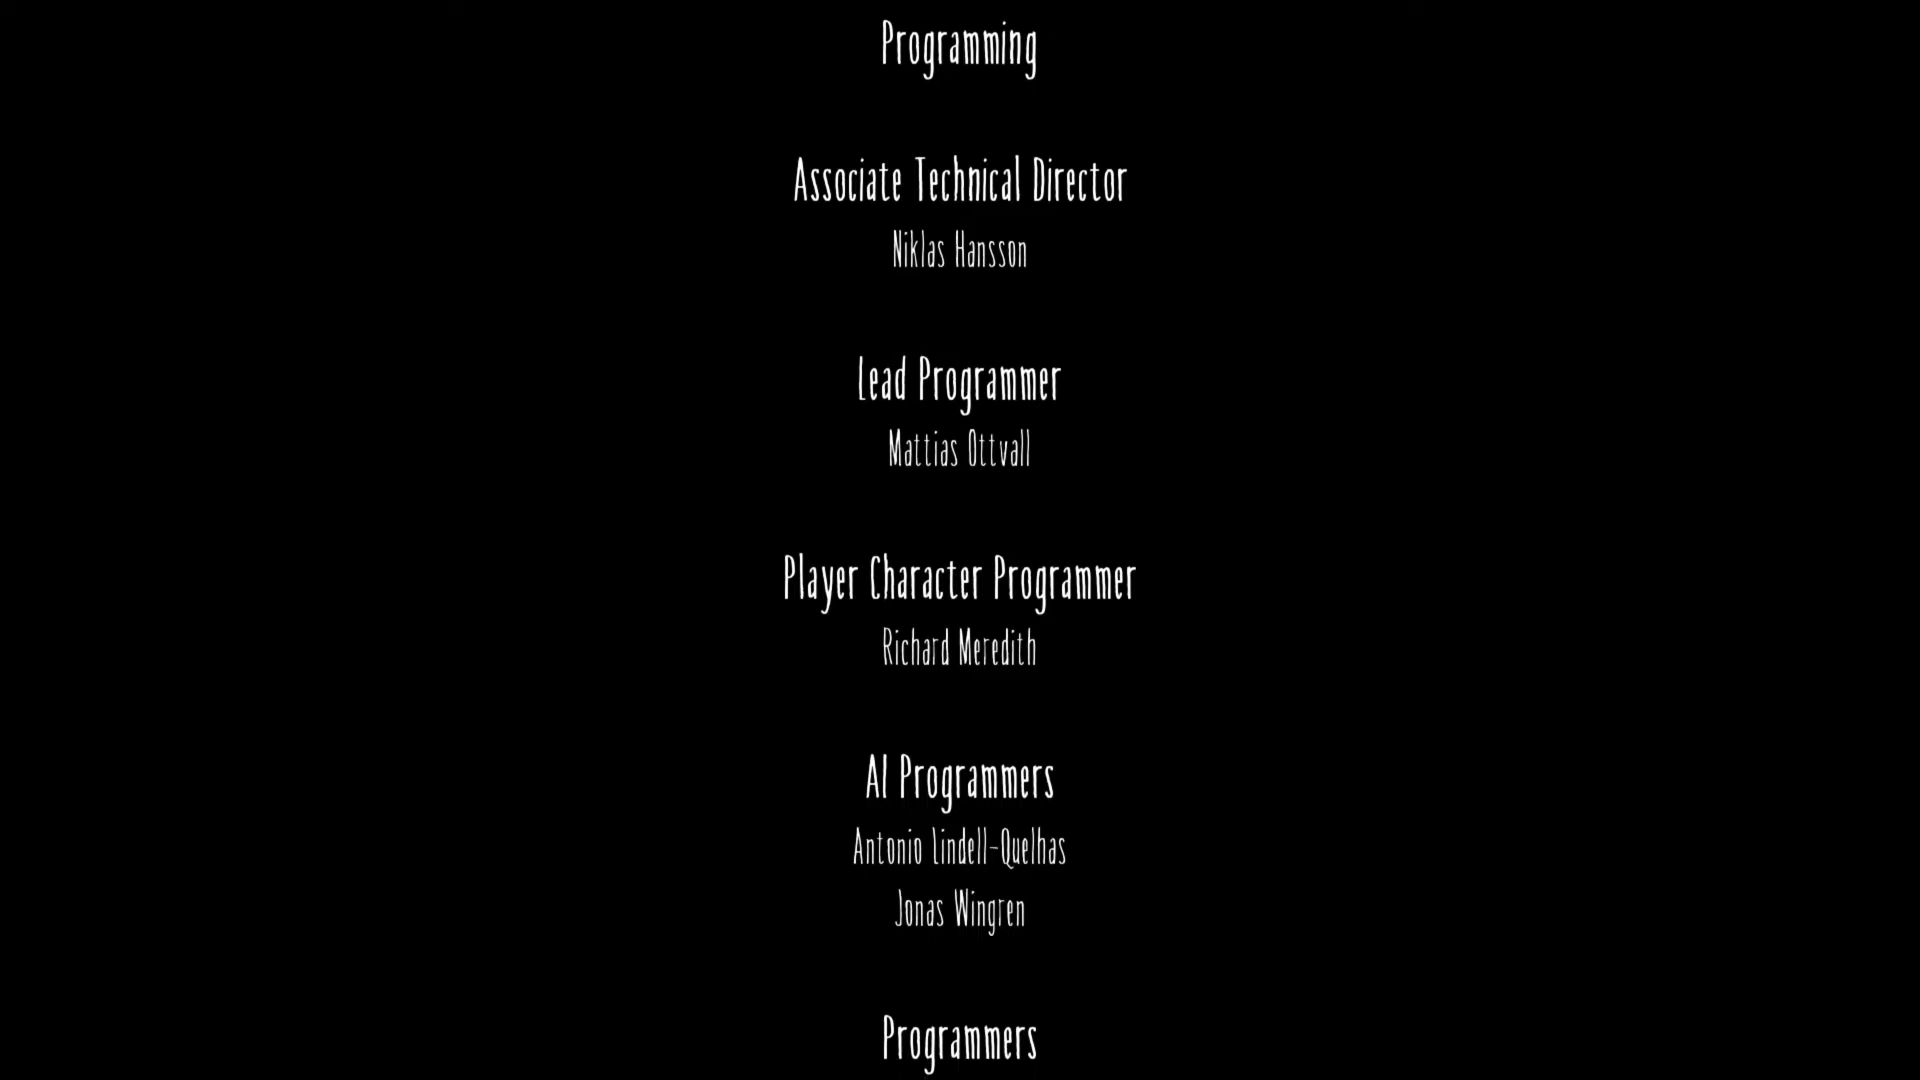 Programming
Associate Technical Director
Niklas Hansson
Lead Programmer
Mattias Ottvall
Player Character Programmer
Richard Meredith
AI Programmers
Antonio Lindell-Quelhas
Jonas Wingren
Programmers